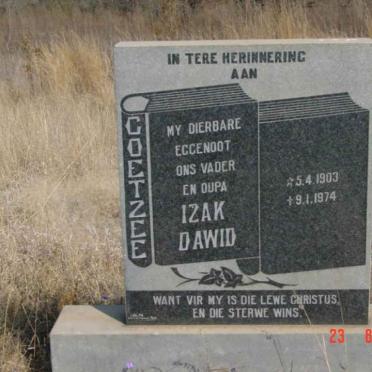 IN TERE HERINNERING
AAN
GOETZEE
MY DIERBARE
EGGENOOT
ONS VADER
EN OUPA
IZAK
DAWID
☆5.4.1903
✝9.1.1974
WANT VIR MY IS DIE LEWE CHRISTUS,
EN DIE STERWE WINS.
23